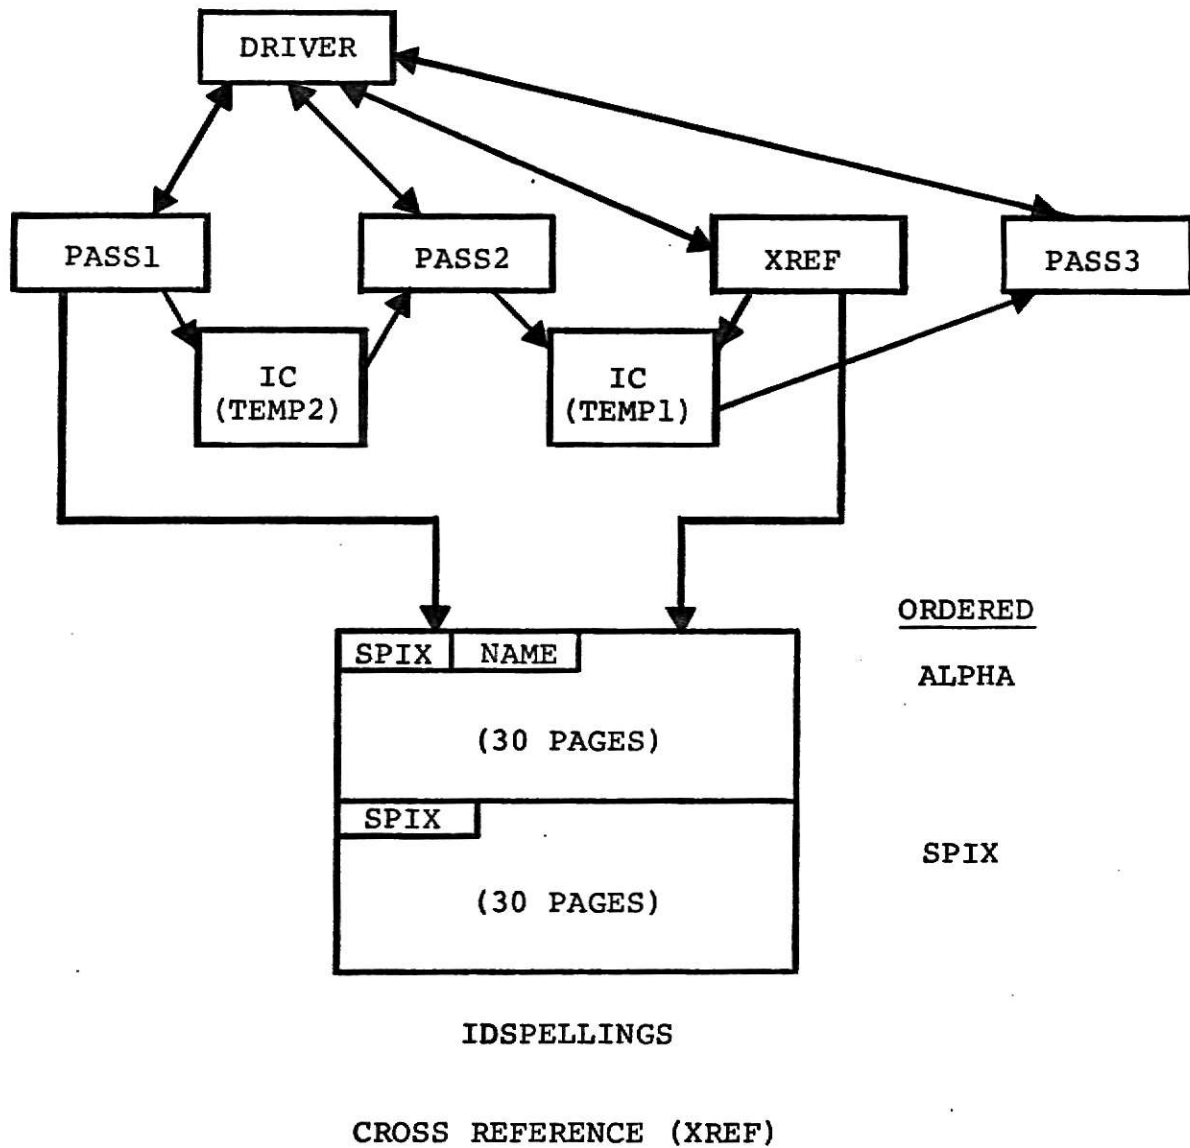 DRIVER
PASS1
PASS2
XREF
PASS3
IC
(TEMP2)
IC
(TEMP1)
ORDERED
SPIX NAME
ALPHA
(30 PAGES)
SPIX
SPIX
(30 PAGES)
IDSPELLINGS
CROSS REFERENCE (XREF)